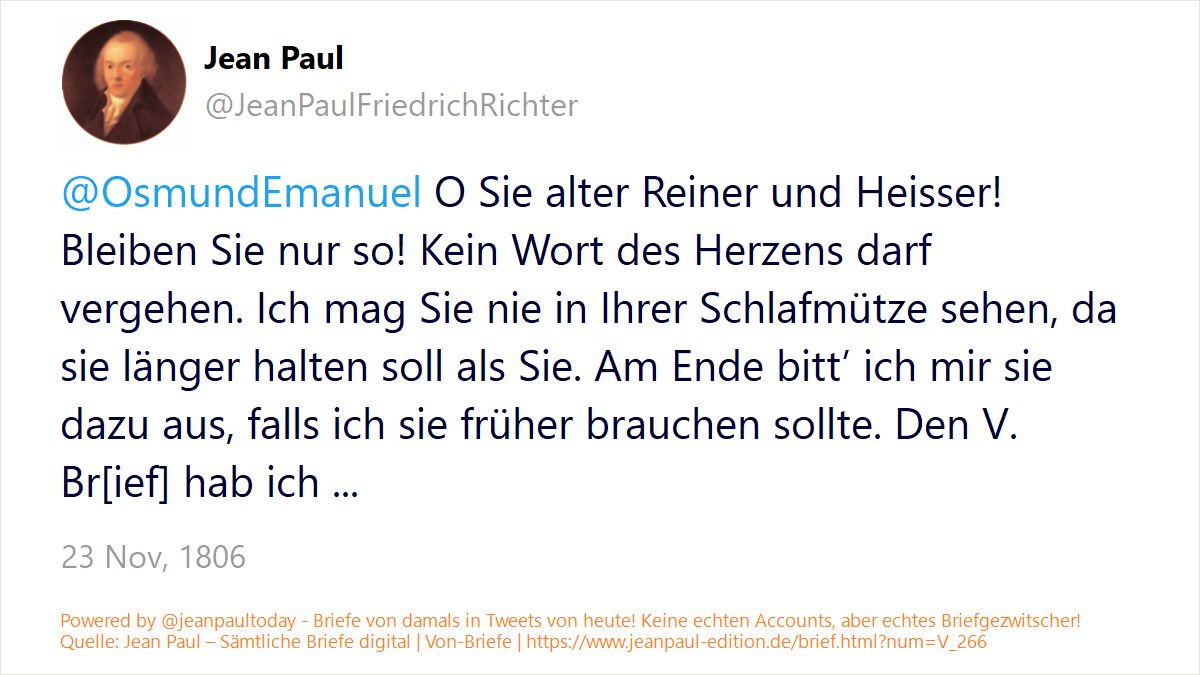 Jean Paul
@JeanPaulFriedrichRichter
@OsmundEmanuel O Sie alter Reiner und Heisser!
Bleiben Sie nur so! Kein Wort des Herzens darf
vergehen. Ich mag Sie nie in Ihrer Schlafmütze sehen, da
sie länger halten soll als Sie. Am Ende bitt’ ich mir sie
dazu aus, falls ich sie früher brauchen sollte. Den V.
Br[ief] hab ich ...
23 Nov, 1806
Powered by @jeanpaultoday - Briefe von damals in Tweets von heute! Keine echten Accounts, aber echtes Briefgezwitscher!
Quelle: Jean Paul – Sämtliche Briefe digital | Von-Briefe | https://www.jeanpaul-edition.de/brief.html?num=V_266